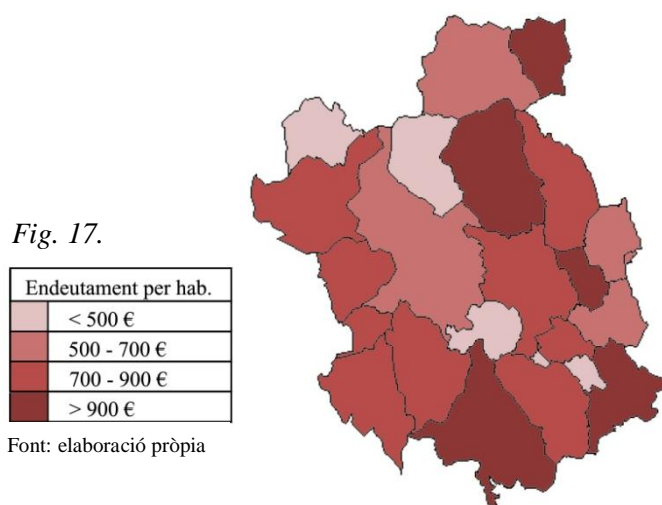 Fig. 17.
Endeutament per hab.
< 500 €
500 - 700 €
700 - 900 €
> 900 €
Font: elaboració pròpia